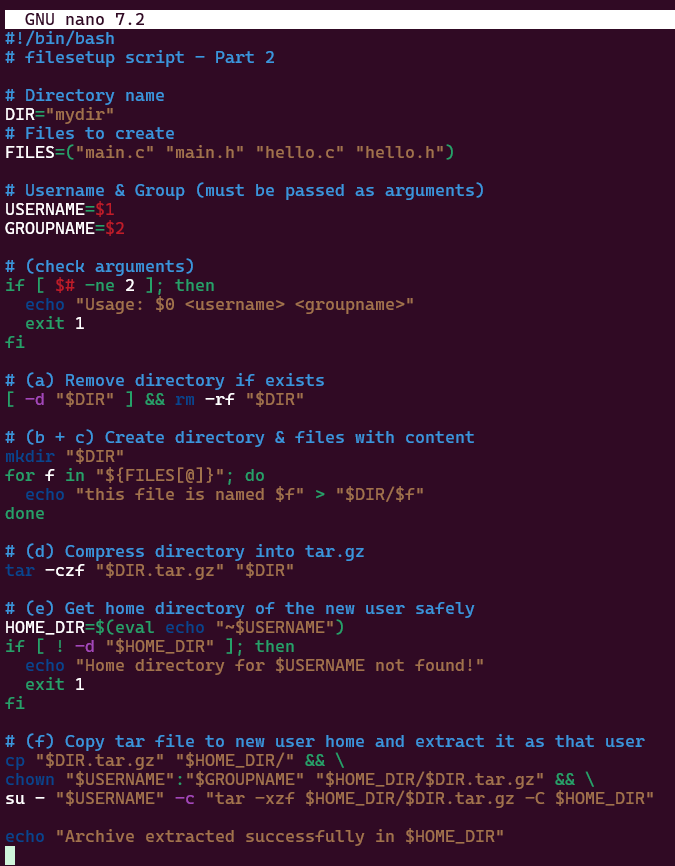 GNU nano 7.2
#!/bin/bash
# filesetup script - Part 2
# Directory name
DIR="mydir"
# Files to create
FILES=("main.c" "main.h" "hello.c" "hello.h")
# Username & Group (must be passed as arguments)
USERNAME=$1
GROUPNAME=$2
# (check arguments)
if [ $# -ne 2 ]; then
  echo "Usage: $0 <username> <groupname>"
  exit 1
fi
# (a) Remove directory if exists
[ -d "$DIR" ] && rm -rf "$DIR"
# (b + c) Create directory & files with content
mkdir "$DIR"
for f in "${FILES[@]}"; do
  echo "this file is named $f" > "$DIR/$f"
done
# (d) Compress directory into tar.gz
tar -czf "$DIR.tar.gz" "$DIR"
# (e) Get home directory of the new user safely
HOME_DIR=$(eval echo "~$USERNAME")
if [ ! -d "$HOME_DIR" ]; then
  echo "Home directory for $USERNAME not found!"
  exit 1
fi
# (f) Copy tar file to new user home and extract it as that user
cp "$DIR.tar.gz" "$HOME_DIR/" && \
chown "$USERNAME":"$GROUPNAME" "$HOME_DIR/$DIR.tar.gz" && \
su - "$USERNAME" -c "tar -xzf $HOME_DIR/$DIR.tar.gz -C $HOME_DIR"
echo "Archive extracted successfully in $HOME_DIR"